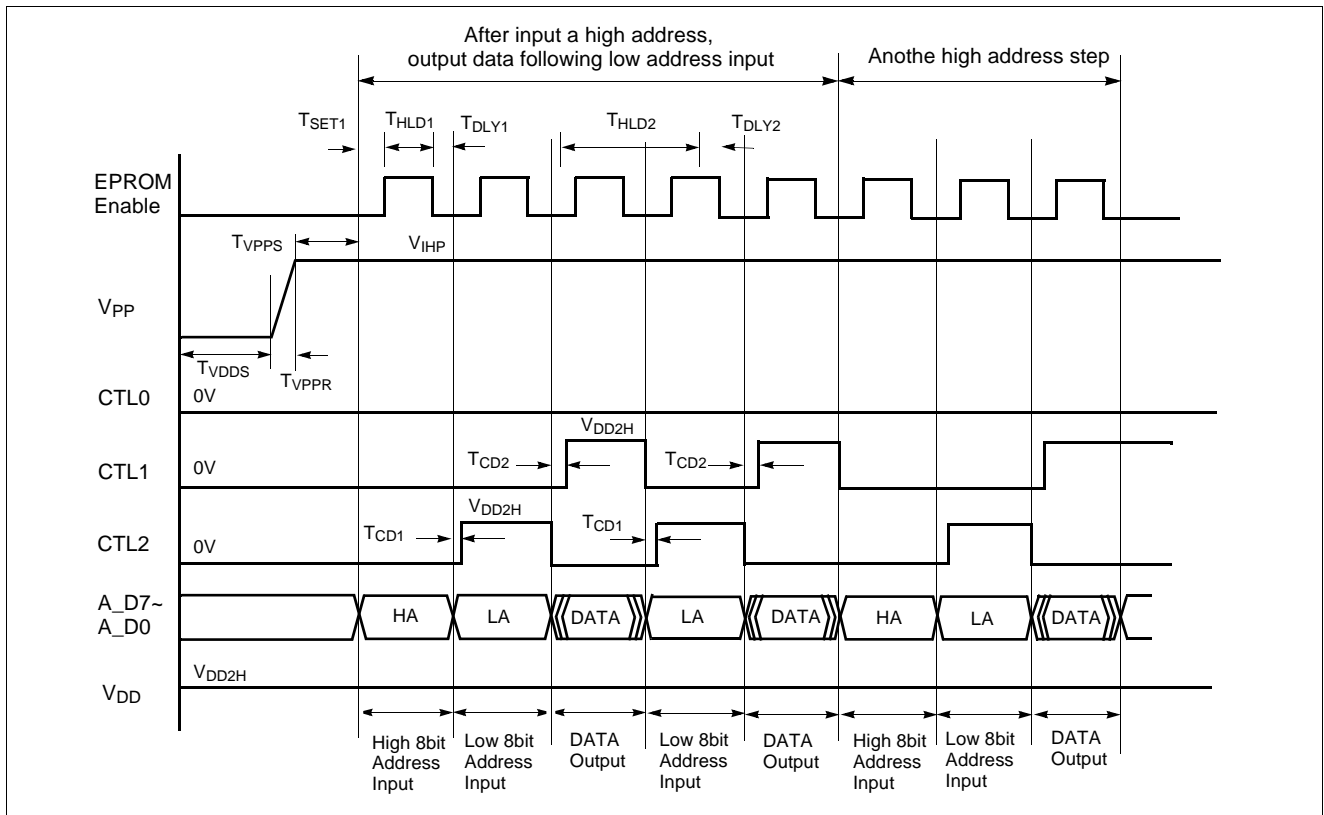 After input a high address,
output data following low address input
Anothe high address step
TSET1
THLD1
TDLY1
THLD2
TDLY2
EPROM
Enable
TVPPS
VIHP
VPP
TVDDS
TVPPR
CTL0
0V
VDD2H
CTL1
0V
TCD2
TCD2
VDD2H
CTL2
0V
TCD1
TCD1
A_D7~
A_D0
HA
LA
DATA
LA
DATA
HA
LA
DATA
VDD2H
VDD
High 8bit
Address
Input
Low 8bit
Address
Input
DATA
Output
Low 8bit
Address
Input
DATA
Output
High 8bit
Address
Input
Low 8bit
Address
Input
DATA
Output